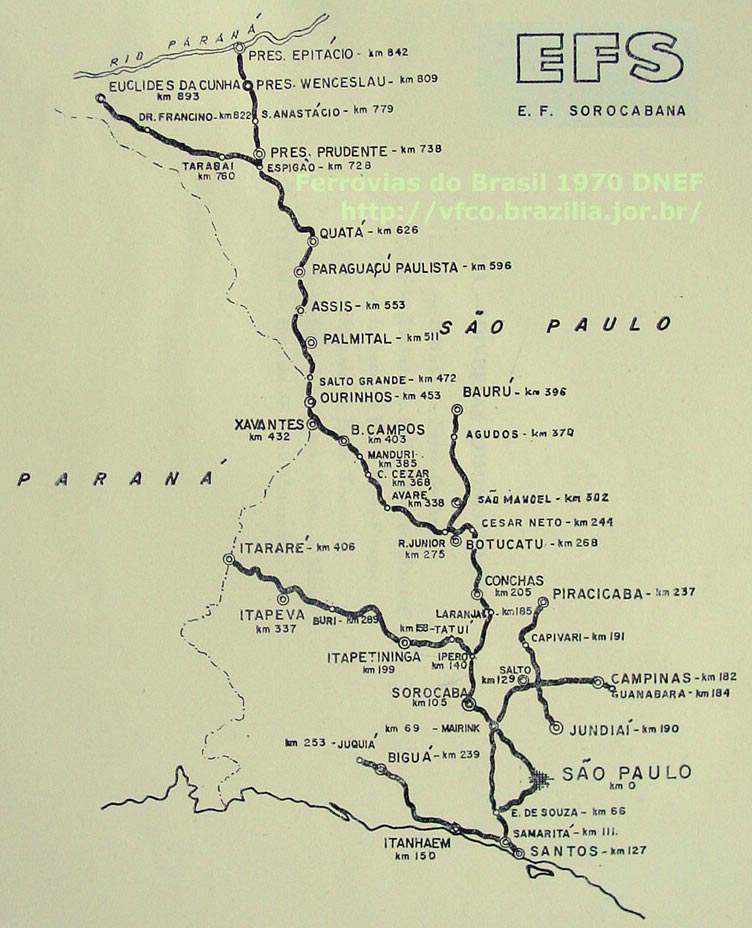 RIO PARANÁ
EFS
E. F. SOROCABANA
PRES. EPITÁCIO - km 842
EUCLIDES DA CUNHA
km 893
PRES. WENCESLAU - km 809
DR. FRANCINO - km 822
S. ANASTÁCIO - km 779
PRES. PRUDENTE - km 738
TARABAI
km 760
ESPIGÃO - km 728
Ferrovias do Brasil 1970 DNEF
http://vfco.brazilia.jor.br/
QUATÁ - km 626
PARAGUAÇÚ PAULISTA - km 596
ASSIS - km 553
PALMITAL - km 511
SÃO PAULO
SALTO GRANDE - km 472
OURINHOS - km 453
BAURÚ - km 396
XAVANTES
km 432
B. CAMPOS
km 403
AGUDOS - km 370
MANDURI
km 385
C. CEZAR
km 368
PARANÁ
AVARÉ
km 338
SÃO MANOEL - km 302
CESAR NETO - km 244
R. JUNIOR
km 275
BOTUCATU - km 268
ITARARÉ - km 406
CONCHAS
km 205
PIRACICABA - km 237
ITAPEVA
km 337
BURI - km 289
LARANJAL - km 185
km 158 - TATUÍ
CAPIVARI - km 191
ITAPETININGA
km 199
IPERÓ
km 140
SALTO
km 129
CAMPINAS - km 182
GUANABARA - km 184
SOROCABA
km 105
km 69 - MAIRINK
JUNDIAÍ - km 190
km 253 - JUQUIÁ
BIGUÁ - km 239
SÃO PAULO
km 0
E. DE SOUZA - km 66
SAMARITÁ - km 111.
ITANHAEM
km 150
SANTOS - km 127